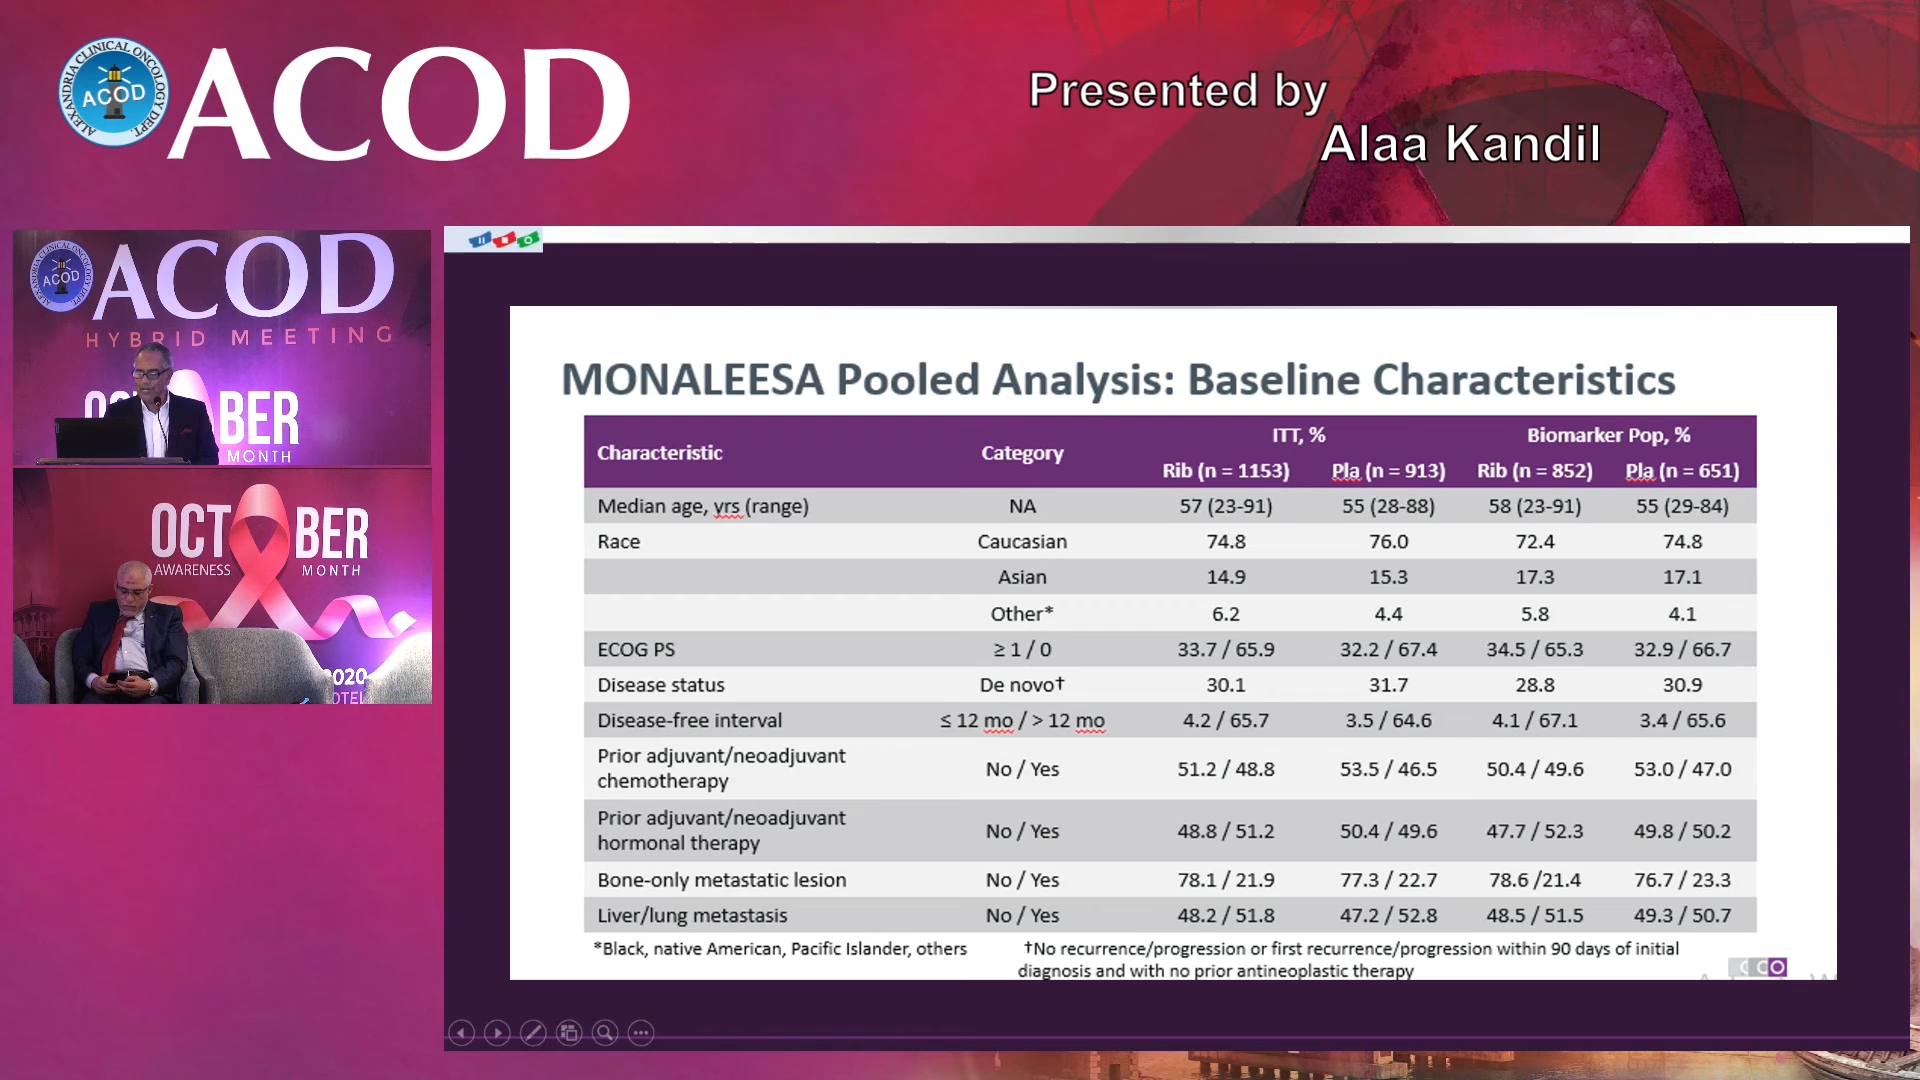 ALEXANDRIA CLINICAL ONCOLOGY DEPT.
ACOD
ACOD
Presented by
Alaa Kandil
ACOD
ACOD
HYBRID MEETING
BER
MONTH
OCT BER
AWARENESS MONTH
2020
MONALEESA Pooled Analysis: Baseline Characteristics
Characteristic Category ITT, % Biomarker Pop, %
Rib (n = 1153) Pla (n = 913) Rib (n = 852) Pla (n = 651)
Median age, yrs (range) NA 57 (23-91) 55 (28-88) 58 (23-91) 55 (29-84)
Race Caucasian 74.8 76.0 72.4 74.8
Asian 14.9 15.3 17.3 17.1
Other* 6.2 4.4 5.8 4.1
ECOG PS ≥ 1 / 0 33.7 / 65.9 32.2 / 67.4 34.5 / 65.3 32.9 / 66.7
Disease status De novo† 30.1 31.7 28.8 30.9
Disease-free interval ≤ 12 mo / > 12 mo 4.2 / 65.7 3.5 / 64.6 4.1 / 67.1 3.4 / 65.6
Prior adjuvant/neoadjuvant
chemotherapy No / Yes 51.2 / 48.8 53.5 / 46.5 50.4 / 49.6 53.0 / 47.0
Prior adjuvant/neoadjuvant
hormonal therapy No / Yes 48.8 / 51.2 50.4 / 49.6 47.7 / 52.3 49.8 / 50.2
Bone-only metastatic lesion No / Yes 78.1 / 21.9 77.3 / 22.7 78.6 /21.4 76.7 / 23.3
Liver/lung metastasis No / Yes 48.2 / 51.8 47.2 / 52.8 48.5 / 51.5 49.3 / 50.7
*Black, native American, Pacific Islander, others
†No recurrence/progression or first recurrence/progression within 90 days of initial
diagnosis and with no prior antineoplastic therapy
CCO